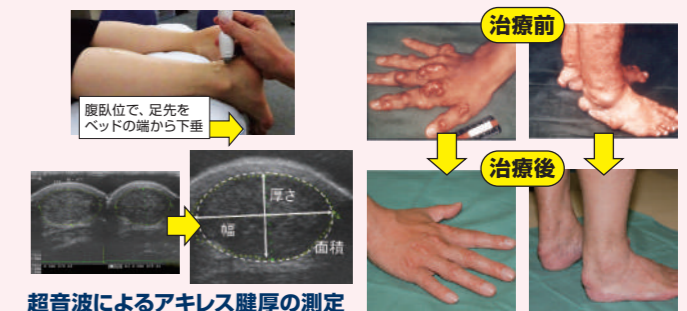 腹臥位で、足先を
ベッドの端から下垂
厚さ
幅
面積
超音波によるアキレス腱厚の測定
治療前
治療後